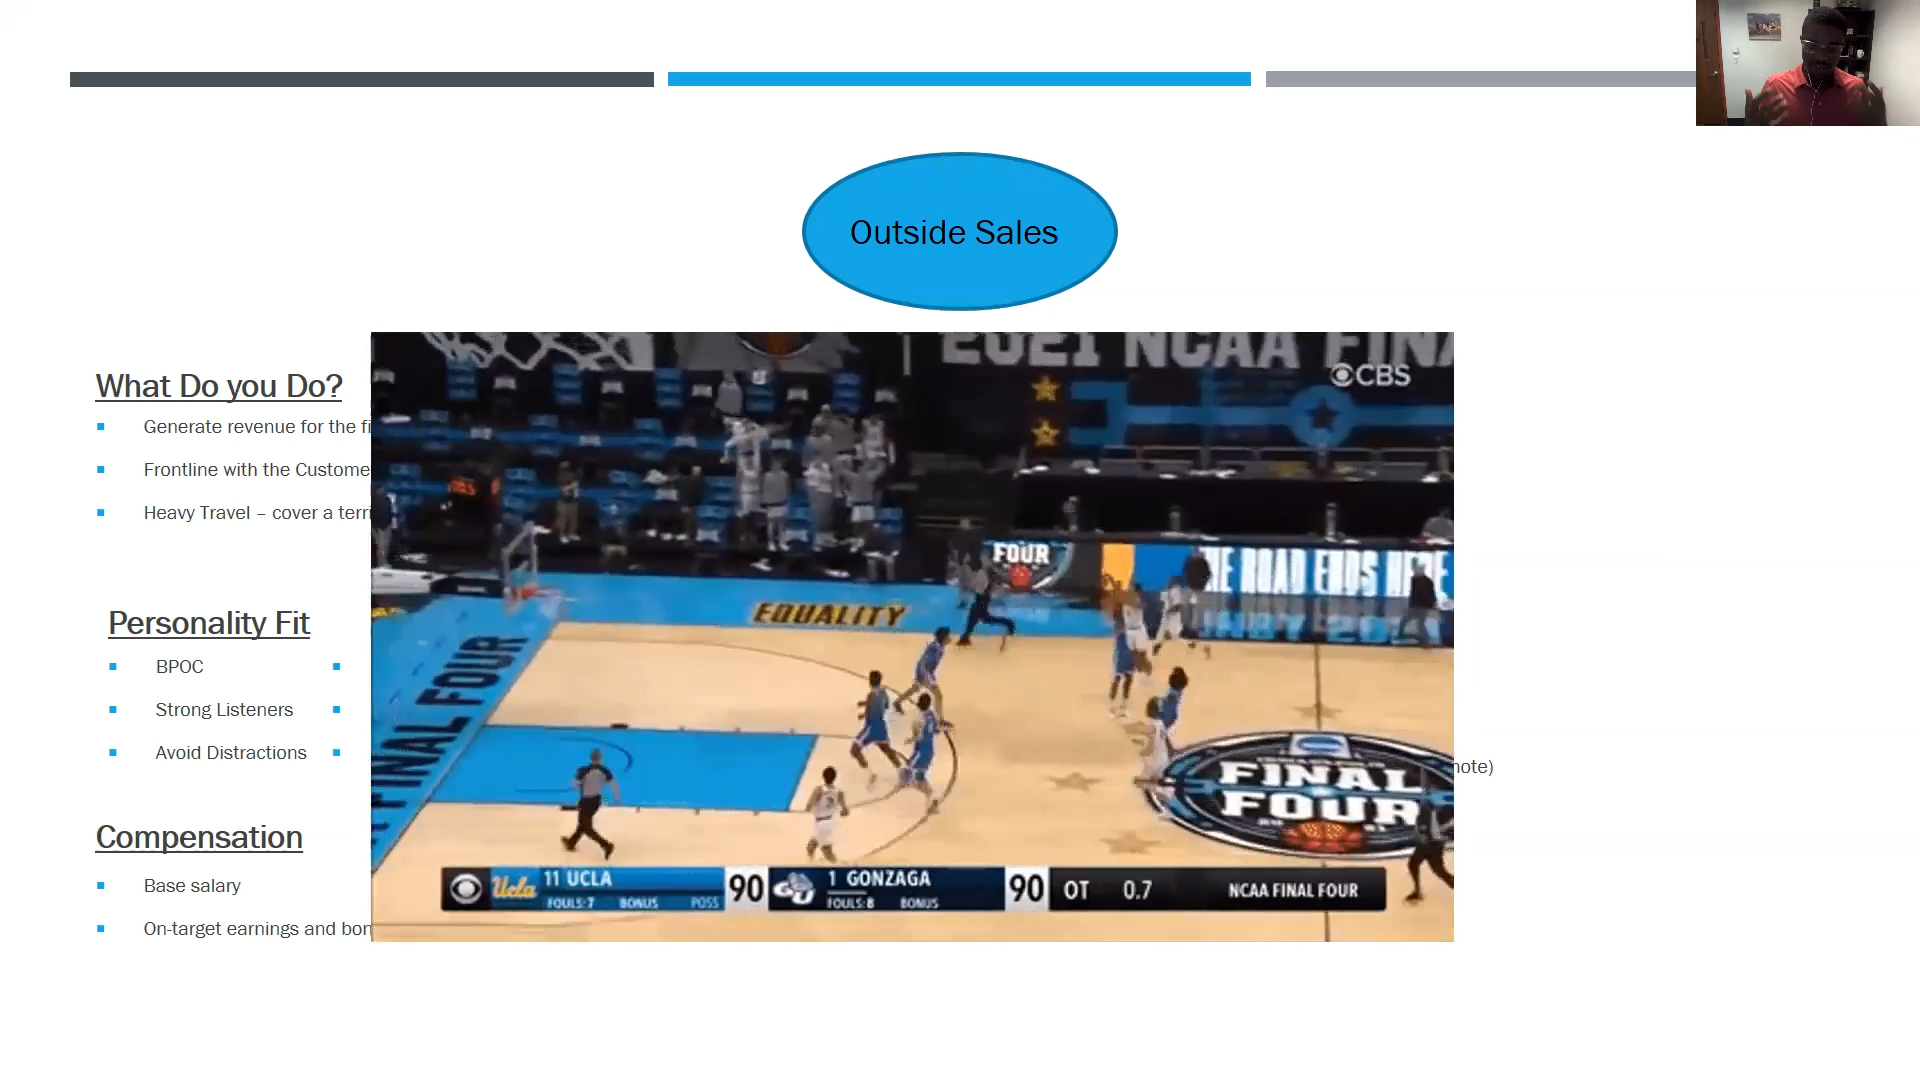 Outside Sales
What Do you Do?
Generate revenue for the fi
Frontline with the Custome
Heavy Travel – cover a terri
Personality Fit
BPOC
Strong Listeners
Avoid Distractions
Compensation
Base salary
On-target earnings and bon
note)
2021 NCAA FINA
CBS
FOUR
THE ROAD ENDS HERE
EQUALITY
FINAL FOUR
FINAL
FOUR
Ucla 11 UCLA 90 1 GONZAGA 90 OT 0.7 NCAA FINAL FOUR
FOULS:7 BONUS POSS FOULS:8 BONUS